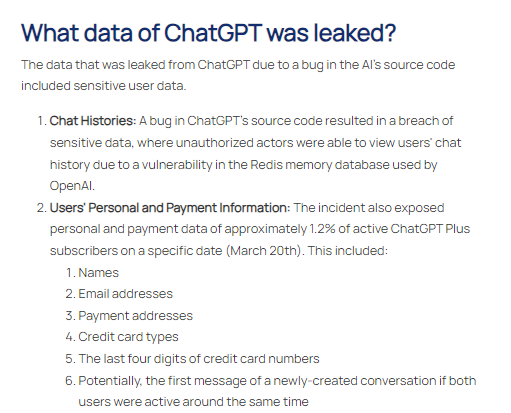 What data of ChatGPT was leaked?
The data that was leaked from ChatGPT due to a bug in the AI's source code
included sensitive user data.
1. Chat Histories: A bug in ChatGPT's source code resulted in a breach of
sensitive data, where unauthorized actors were able to view users' chat
history due to a vulnerability in the Redis memory database used by
OpenAI.
2. Users' Personal and Payment Information: The incident also exposed
personal and payment data of approximately 1.2% of active ChatGPT Plus
subscribers on a specific date (March 20th). This included:
1. Names
2. Email addresses
3. Payment addresses
4. Credit card types
5. The last four digits of credit card numbers
6. Potentially, the first message of a newly-created conversation if both
users were active around the same time